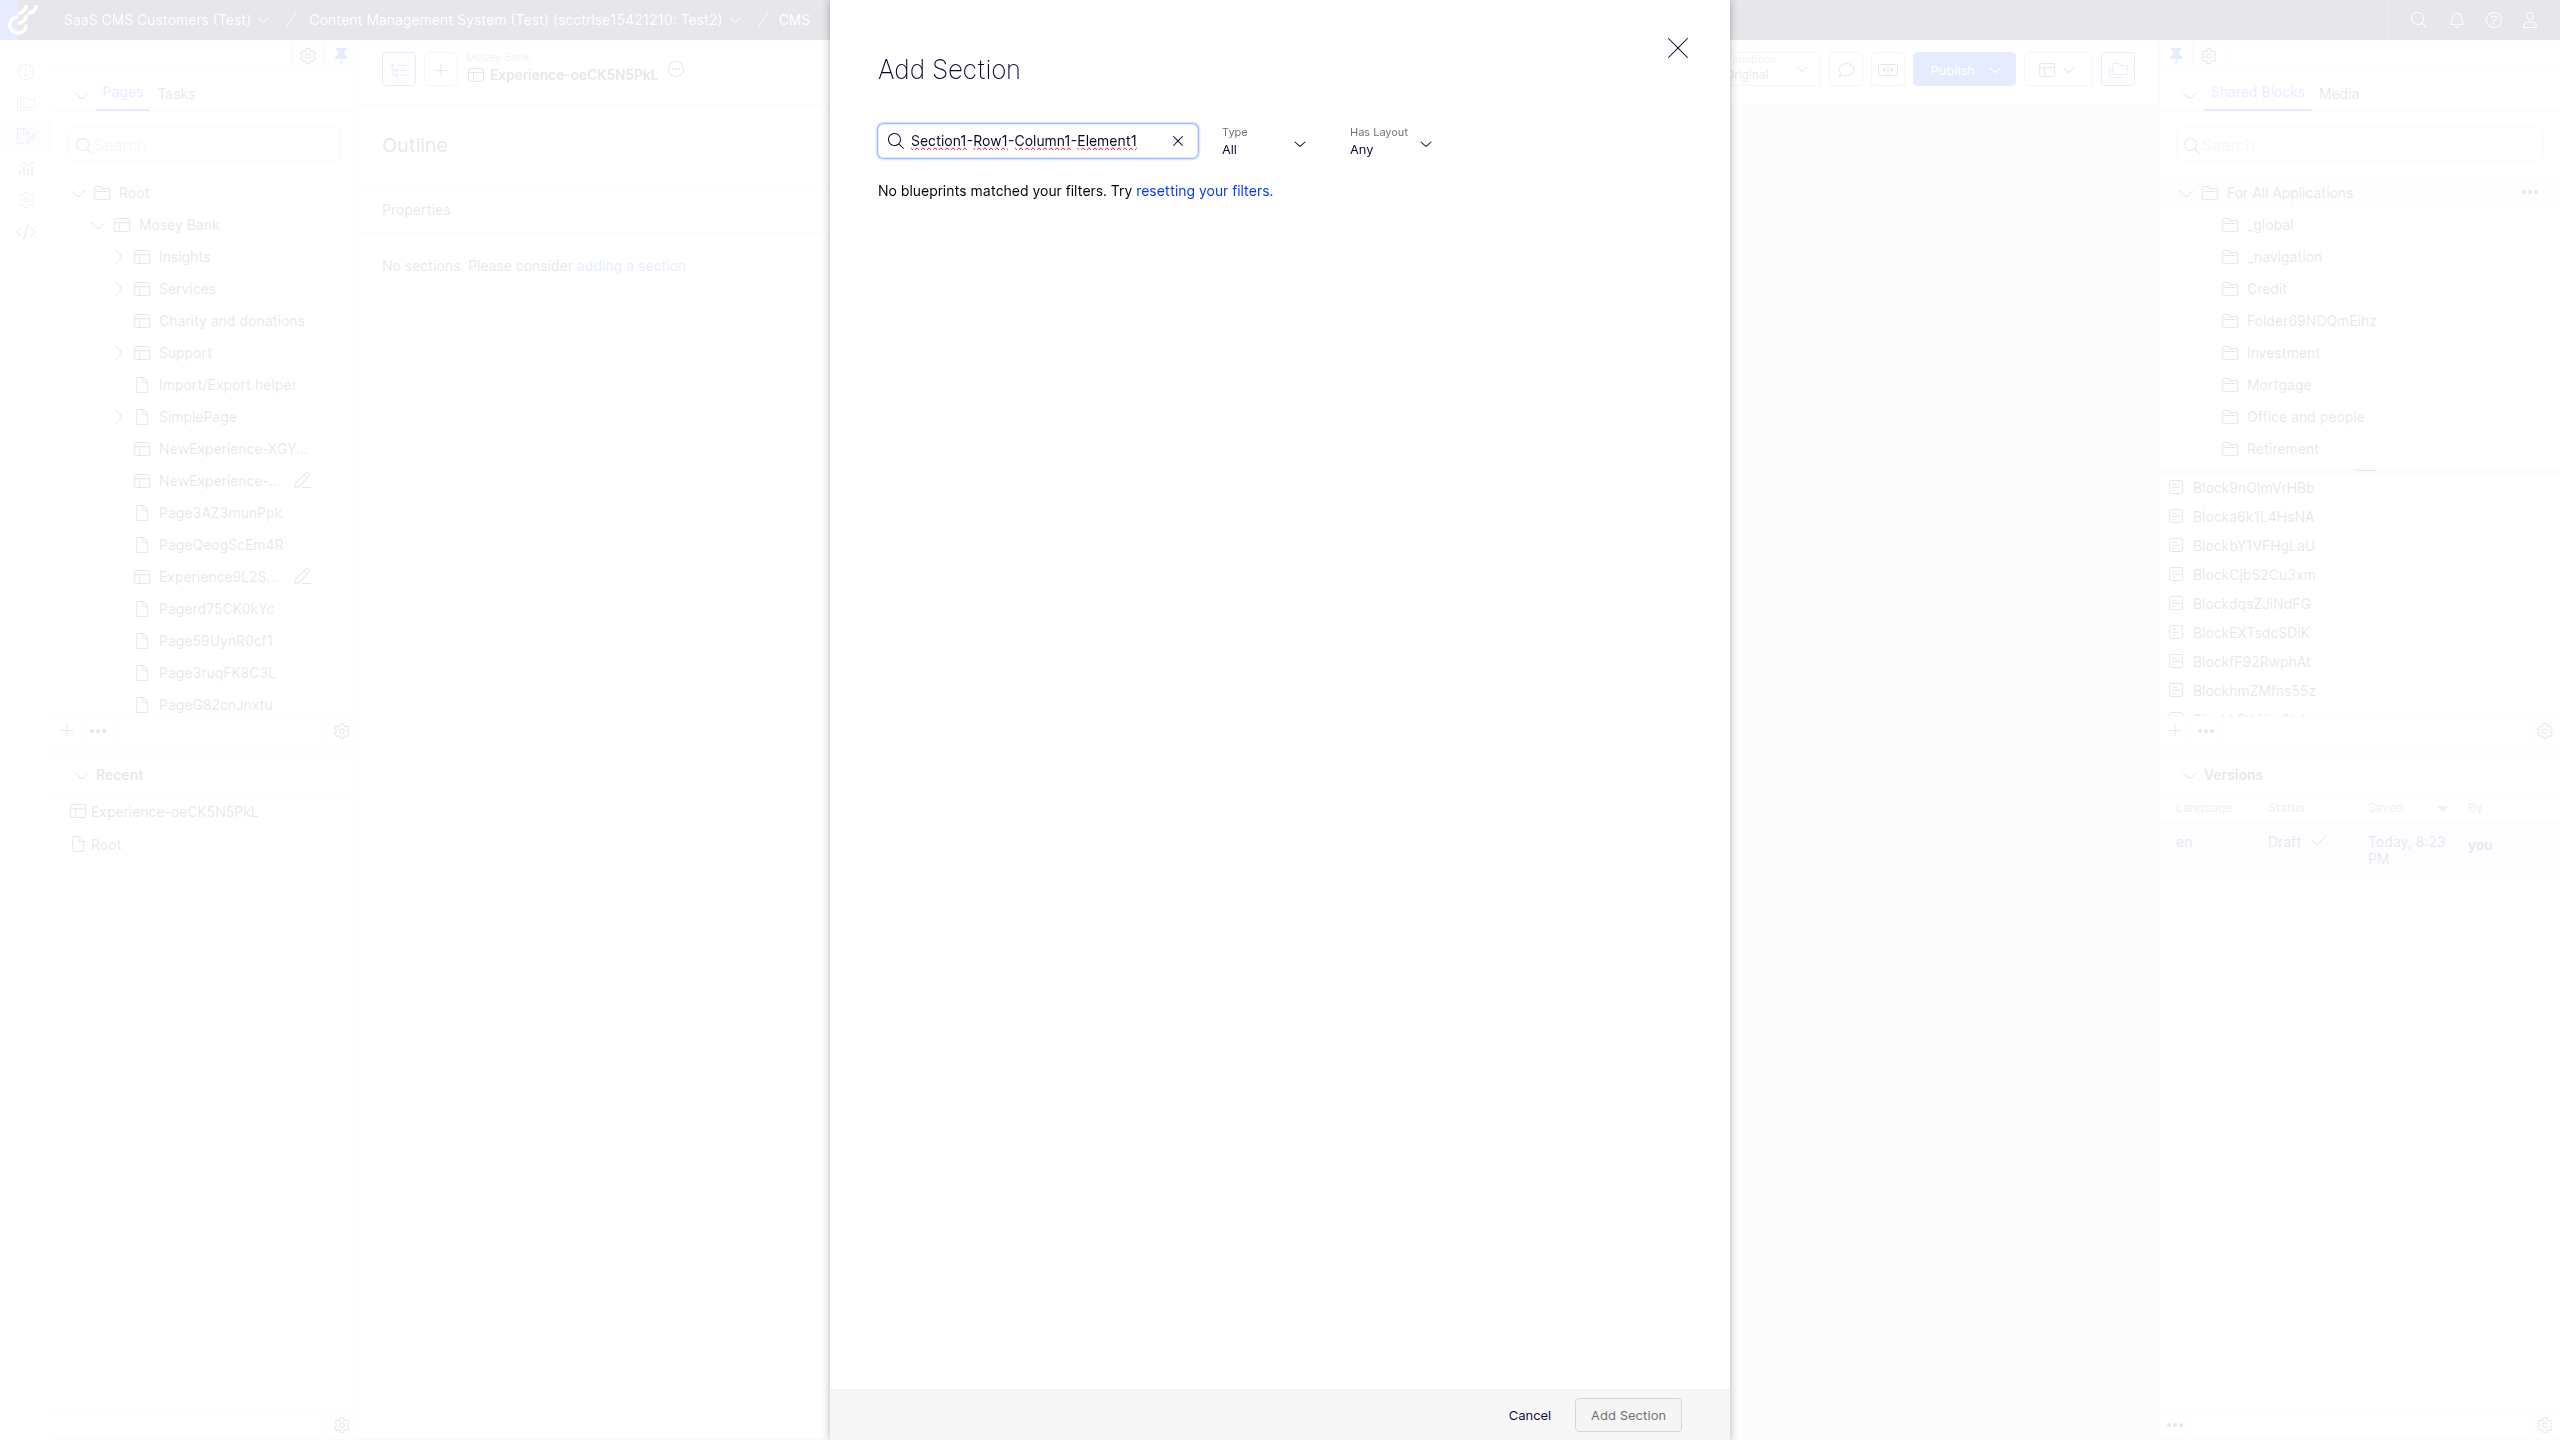 SaaS CMS Customers (Test) / Content Management System (Test) (scctrlse15421210: Test2) / CMS
Pages Tasks
Search
Root
Mosey Bank
Insights
Services
Charity and donations
Support
Import/Export helper
SimplePage
NewExperience-XGY...
NewExperience-...
Page3AZ3munPpk
PageQeogScEm4R
Experience9L2S...
Pagerd75CK0kYc
Page59UynR0cf1
Page3ruqFK8C3L
PageG82cnJnxtu
Recent
Experience-oeCK5N5PkL
Root
Mosey Bank
Experience-oeCK5N5PkL
Outline
Properties
No sections. Please consider adding a section
Add Section
Section1-Row1-Column1-Element1
Type
All
Has Layout
Any
No blueprints matched your filters. Try resetting your filters.
Cancel
Add Section
Publish
Shared Blocks Media
Search
For All Applications
_global
_navigation
Credit
Folder69NDQmEihz
Investment
Mortgage
Office and people
Retirement
Block9nOlmVrHBb
Blocka6k1L4HsNA
BlockbY1VFHgLaU
BlockCjbS2Cu3xm
BlockdqsZJiNdFG
BlockEXTsdcSDiK
BlockfF92RwphAt
BlockhmZMfns55z
Versions
Language Status Saved By
en Draft Today, 8:23 PM you